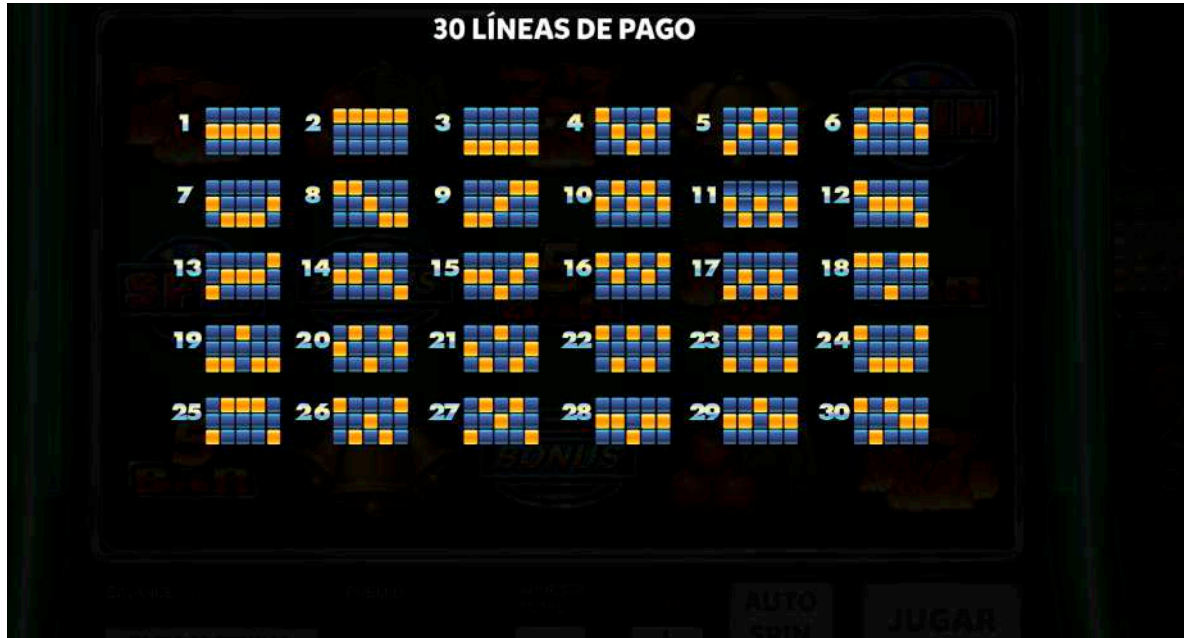 30 LÍNEAS DE PAGO
1 2 3 4 5 6
7 8 9 10 11 12
13 14 15 16 17 18
19 20 21 22 23 24
25 26 27 28 29 30
BONUS
AUTO
SPIN
JUGAR